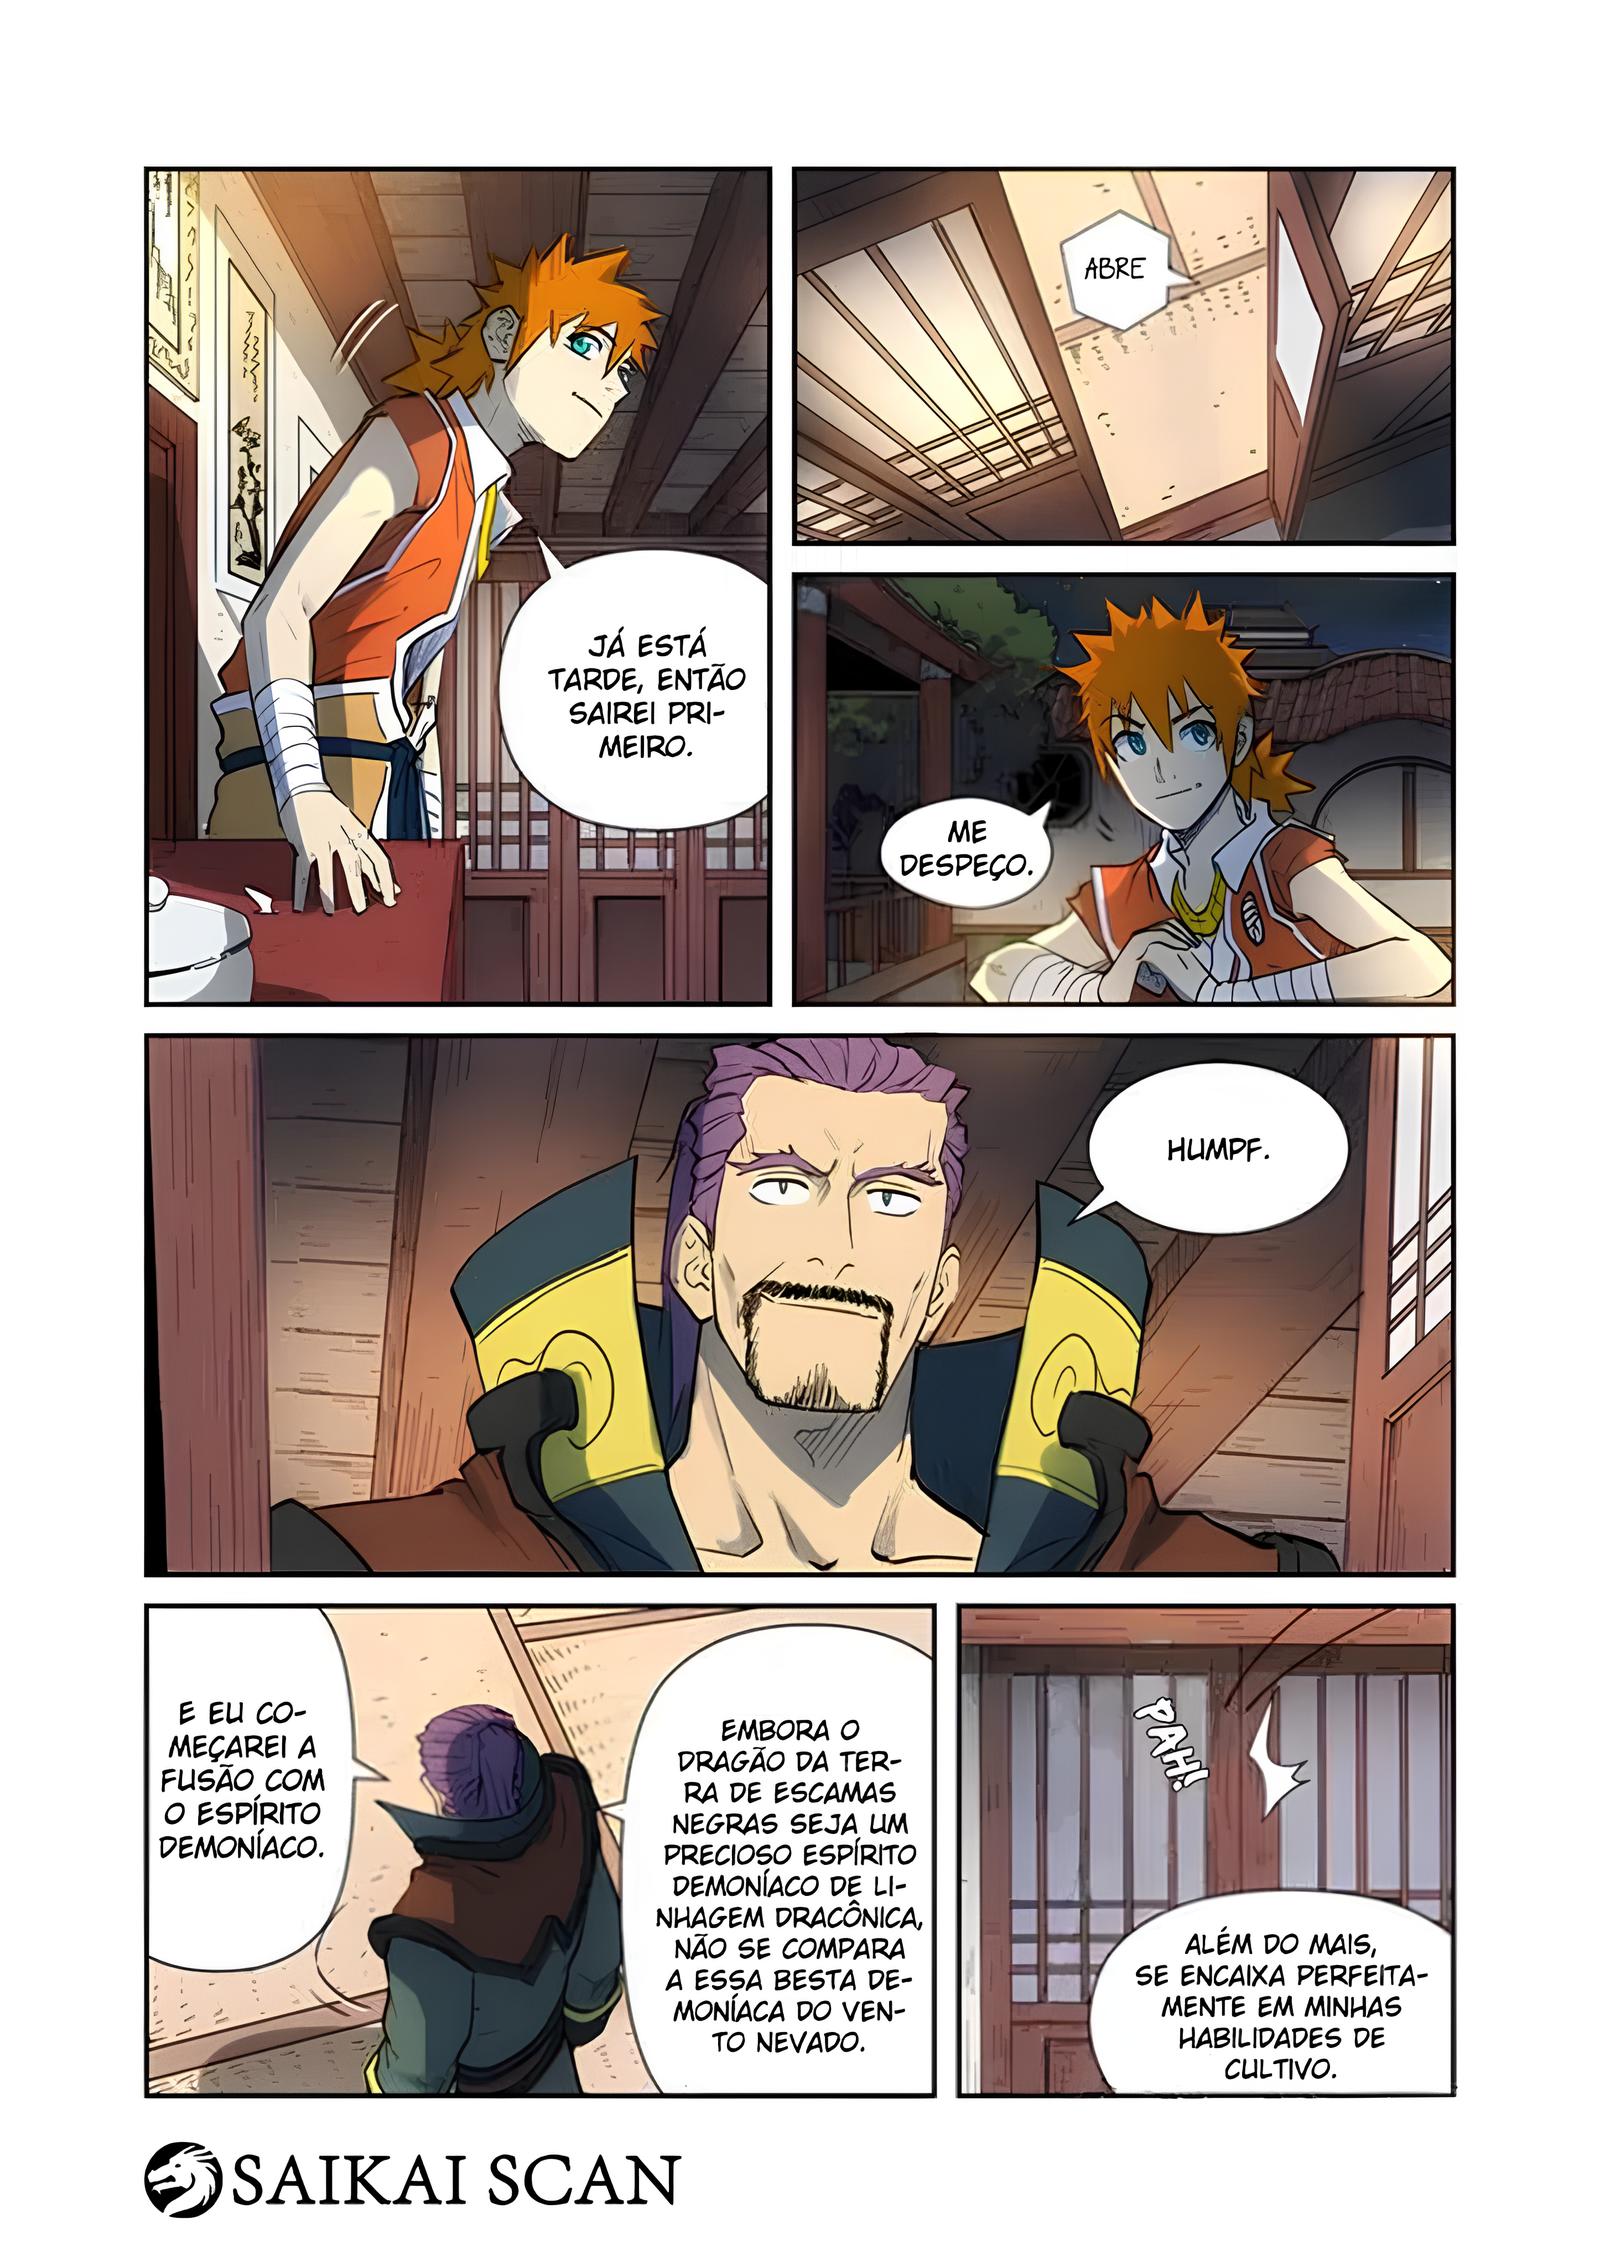 JÁ ESTÁ
TARDE, ENTÃO
SAIREI PRI-
MEIRO.
ABRE
ME
DESPEÇO.
HUMPF.
E EU CO-
MEÇAREI A
FUSÃO COM
O ESPÍRITO
DEMONÍACO.
EMBORA O
DRAGÃO DA TER-
RA DE ESCAMAS
NEGRAS SEJA UM
PRECIOSO ESPÍRITO
DEMONÍACO DE LI-
NHAGEM DRACÔNICA,
NÃO SE COMPARA
A ESSA BESTA DE-
MONÍACA DO VEN-
TO NEVADO.
PAH!
ALÉM DO MAIS,
SE ENCAIXA PERFEITA-
MENTE EM MINHAS
HABILIDADES DE
CULTIVO.
SAIKAI SCAN